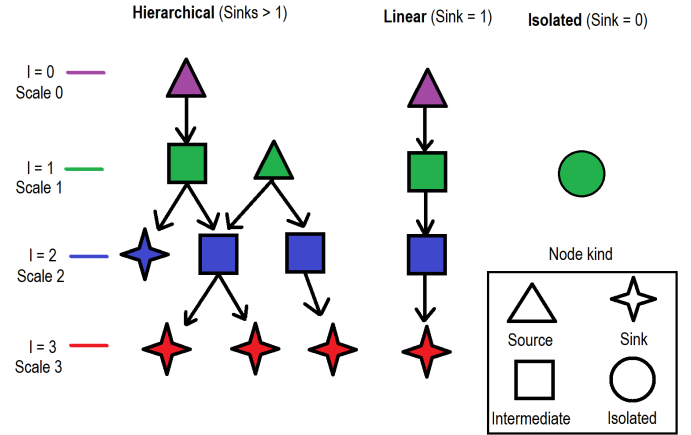 Hierarchical (Sinks > 1)
Linear (Sink = 1)
Isolated (Sink = 0)
I = 0
Scale 0
I = 1
Scale 1
I = 2
Scale 2
I = 3
Scale 3
Node kind
Source
Sink
Intermediate
Isolated